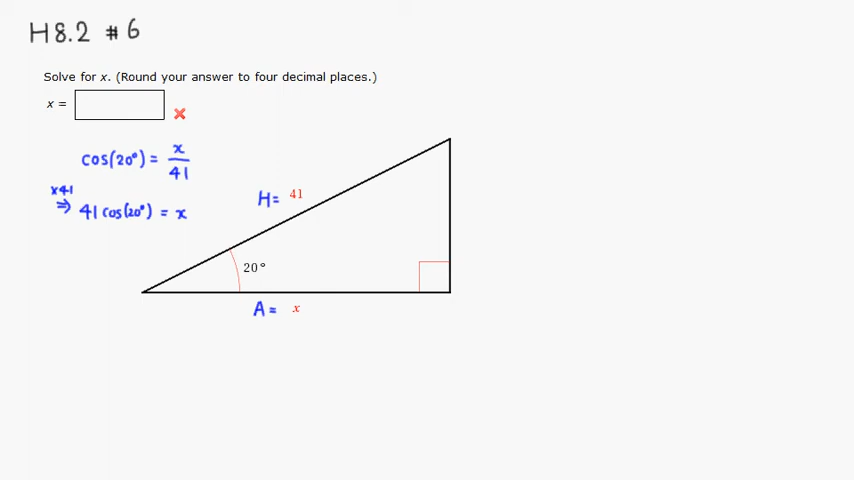 H 8.2 # 6
Solve for x. (Round your answer to four decimal places.)
x =
cos(20°) = x/41
x41
⇒ 41 cos(20°) = x
H = 41
20°
A = x